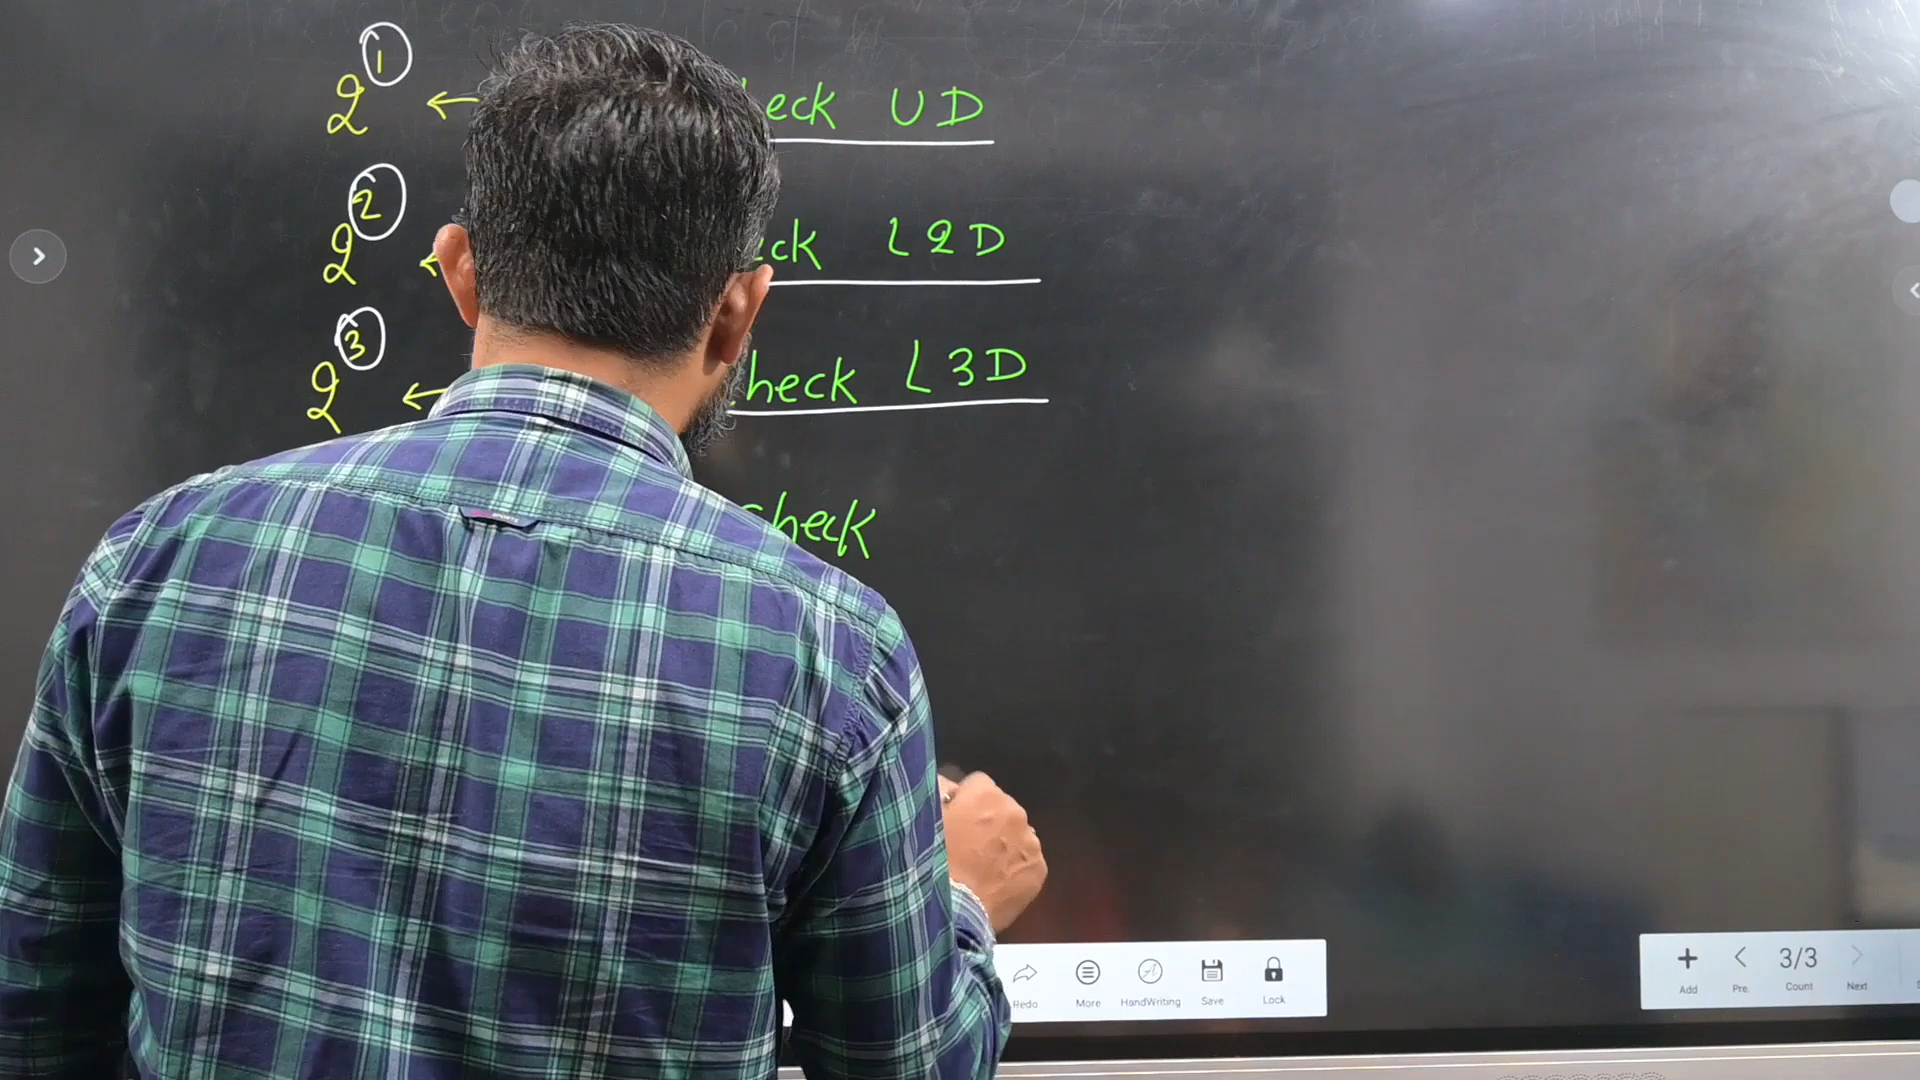 2¹ ← eck UD
2² ← ck L2D
2³ ← heck L3D
check
Redo More HandWriting Save Lock
Add Pre. 3/3 Count Next